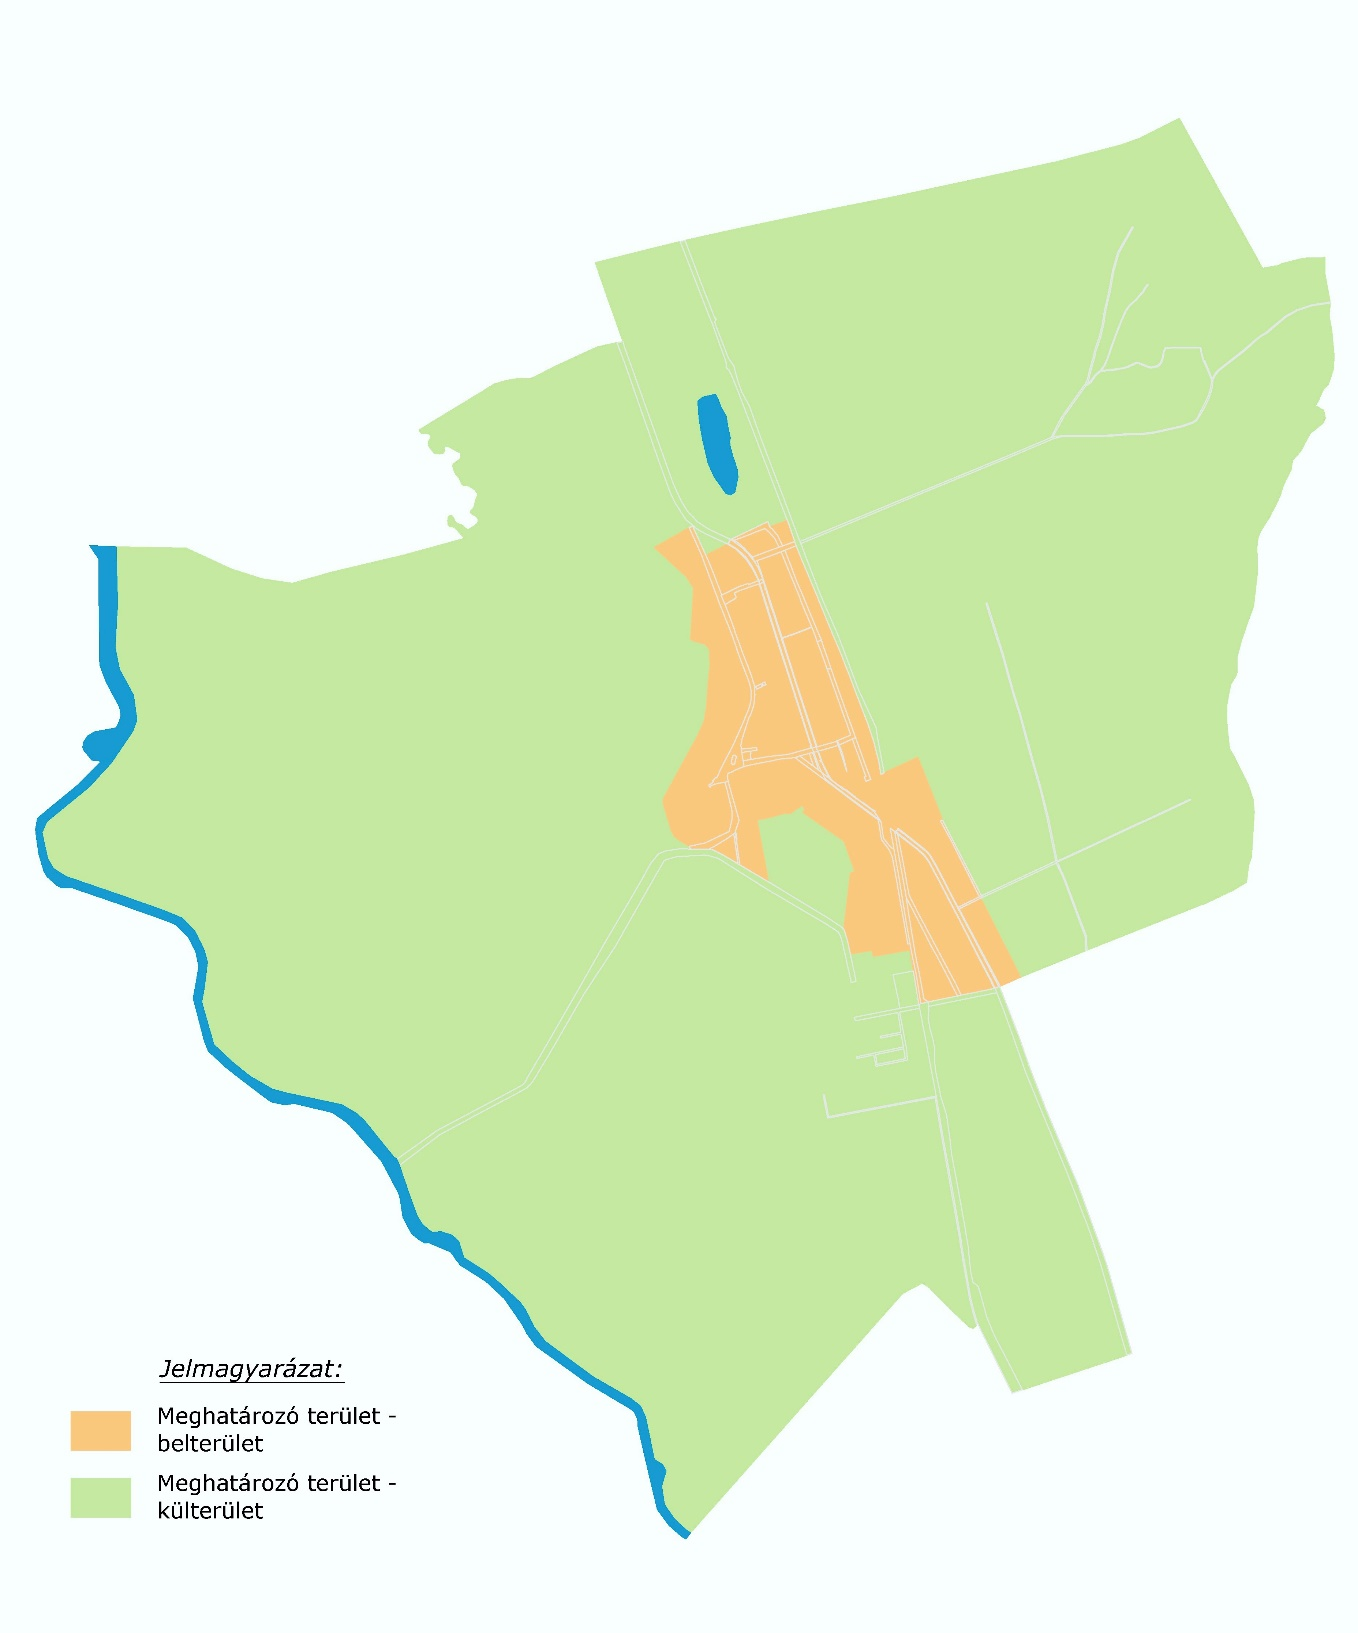 Jelmagyarázat:
Meghatározó terület -
belterület
Meghatározó terület -
külterület